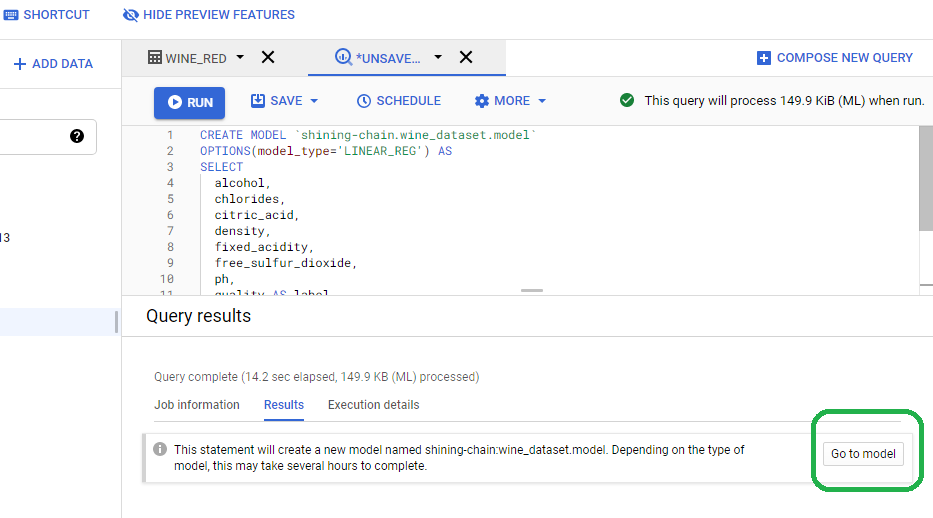 SHORTCUT
HIDE PREVIEW FEATURES
ADD DATA
WINE_RED
*UNSAVE...
COMPOSE NEW QUERY
RUN
SAVE
SCHEDULE
MORE
This query will process 149.9 KiB (ML) when run.
?
13
1 CREATE MODEL `shining-chain.wine_dataset.model`
2 OPTIONS(model_type='LINEAR_REG') AS
3 SELECT
4 alcohol,
5 chlorides,
6 citric_acid,
7 density,
8 fixed_acidity,
9 free_sulfur_dioxide,
10 ph,
11 quality AS label
Query results
Query complete (14.2 sec elapsed, 149.9 KB (ML) processed)
Job information
Results
Execution details
This statement will create a new model named shining-chain:wine_dataset.model. Depending on the type of
model, this may take several hours to complete.
Go to model